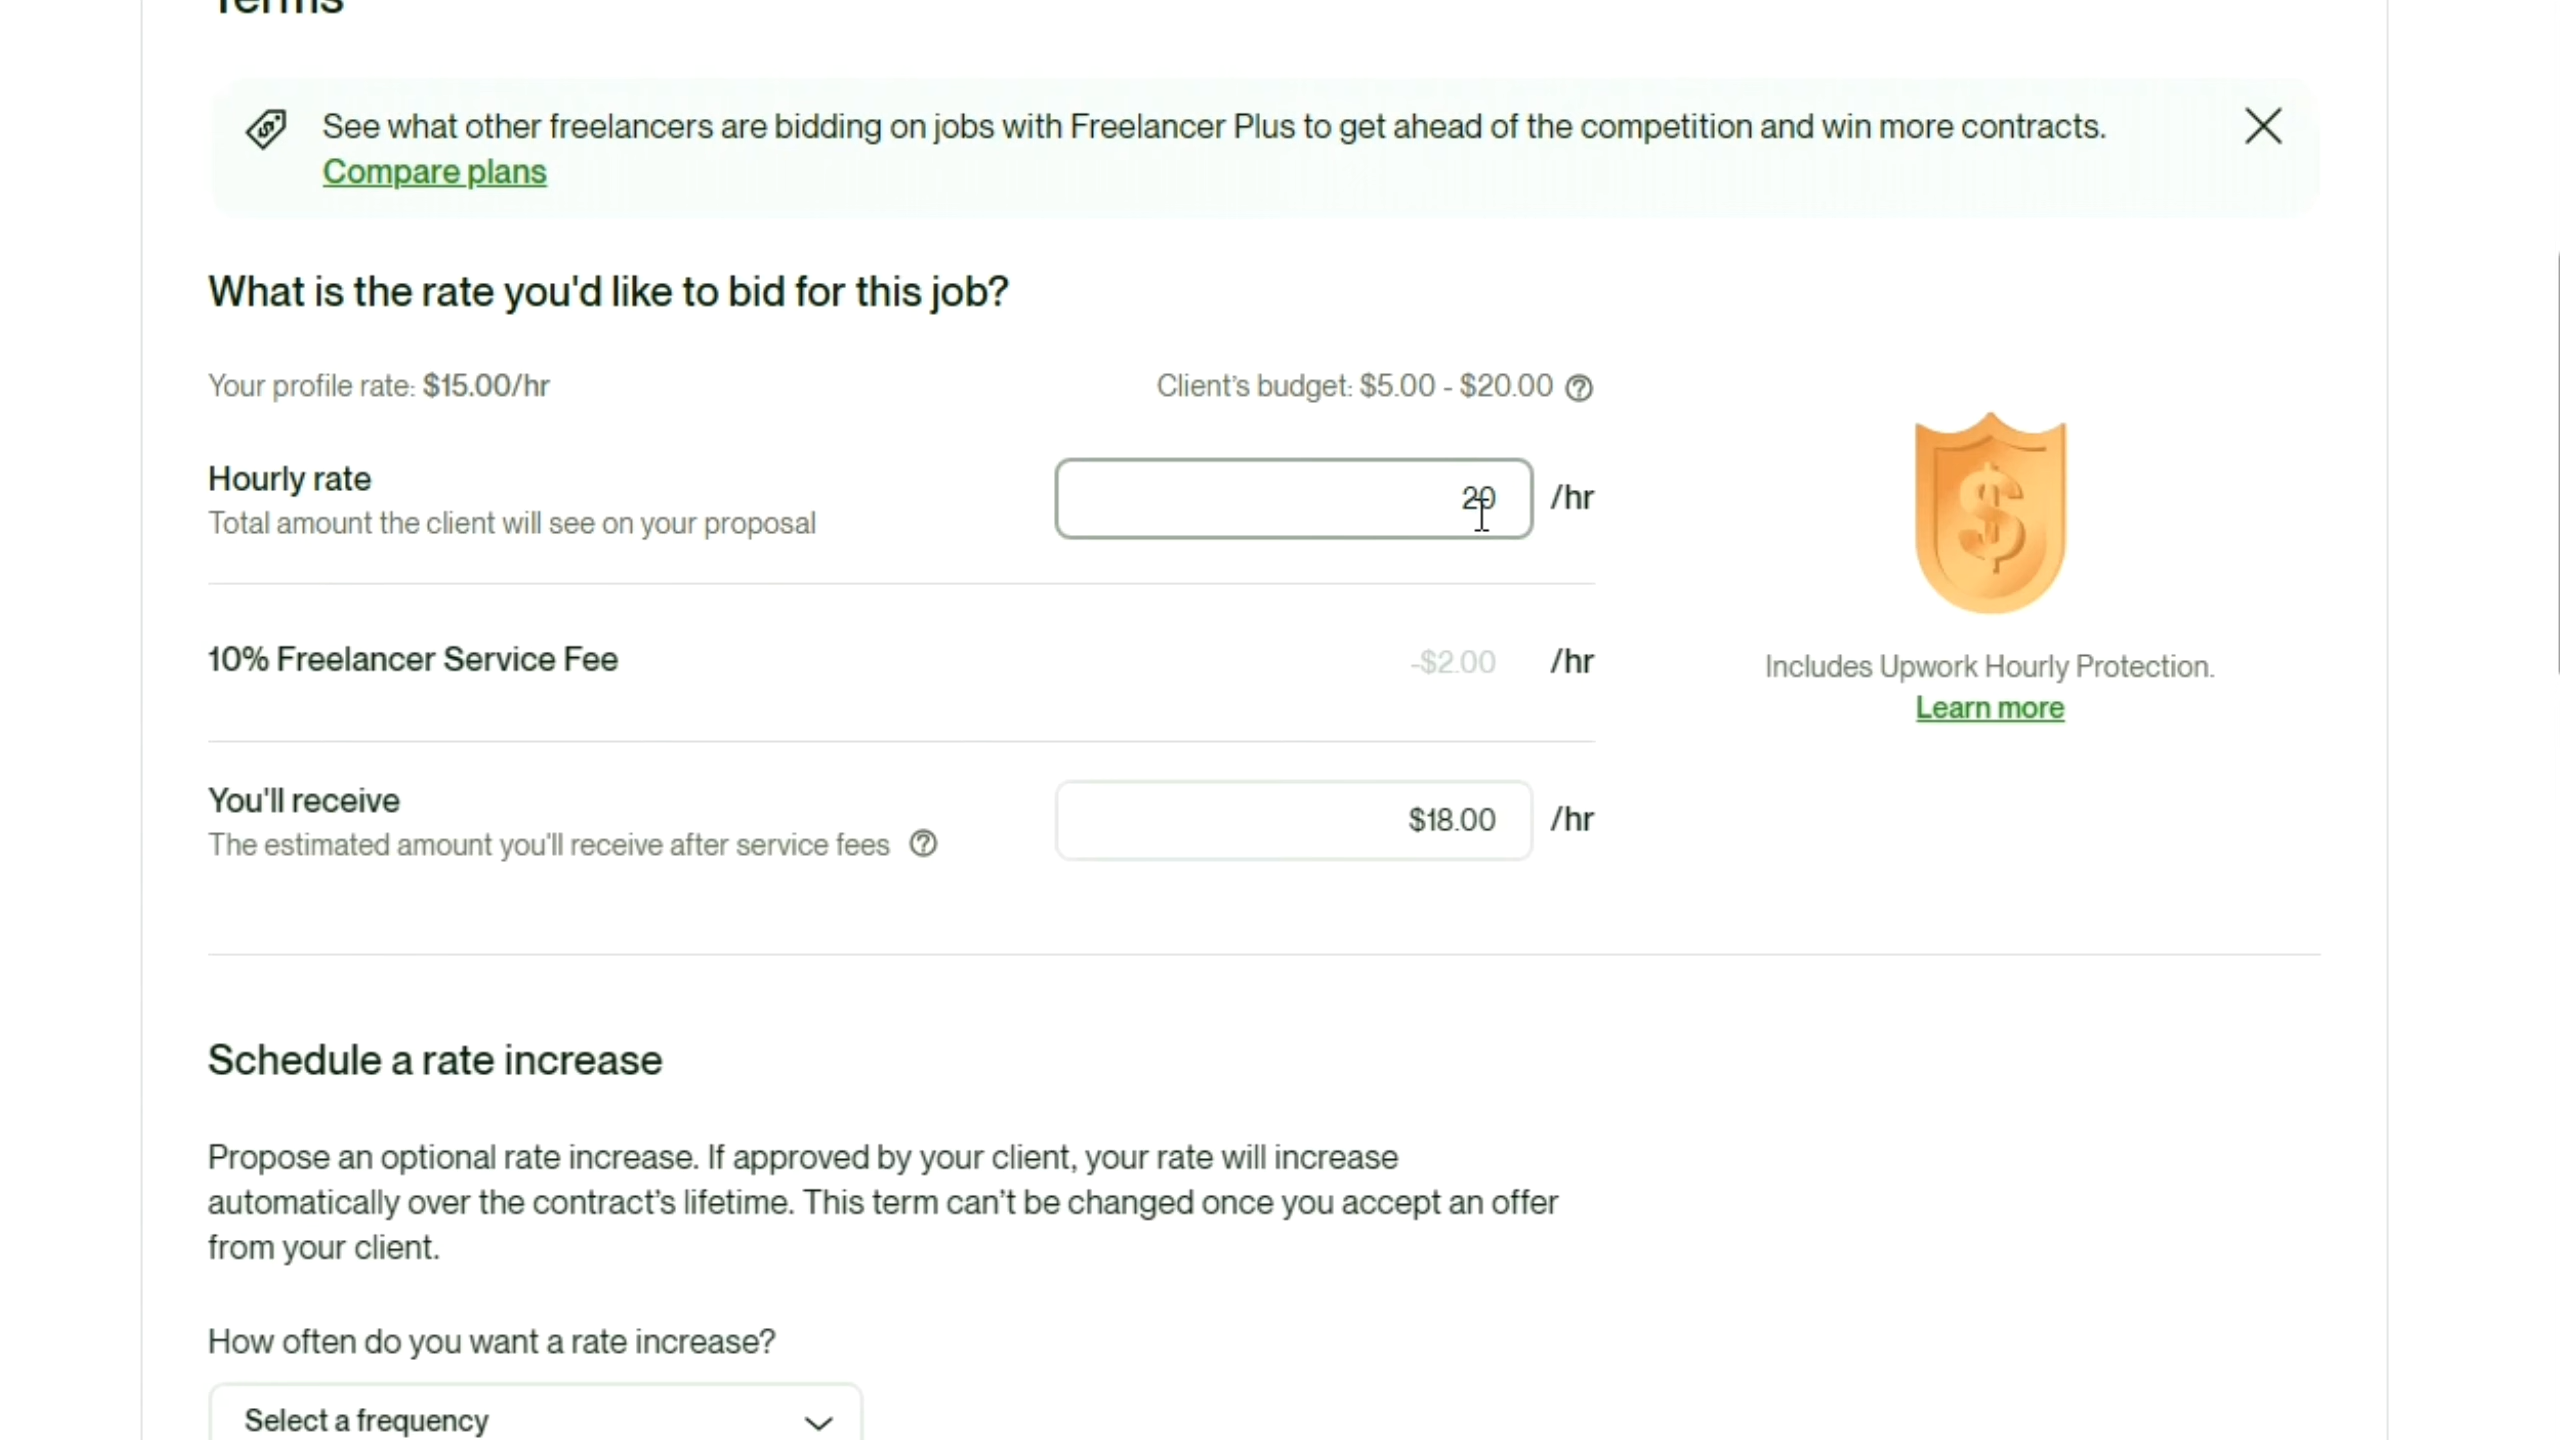 Terms
See what other freelancers are bidding on jobs with Freelancer Plus to get ahead of the competition and win more contracts.
Compare plans
What is the rate you'd like to bid for this job?
Your profile rate: $15.00/hr
Client's budget: $5.00 - $20.00
Hourly rate
Total amount the client will see on your proposal
20 /hr
10% Freelancer Service Fee
-$2.00 /hr
Includes Upwork Hourly Protection.
Learn more
You'll receive
The estimated amount you'll receive after service fees
$18.00 /hr
Schedule a rate increase
Propose an optional rate increase. If approved by your client, your rate will increase
automatically over the contract's lifetime. This term can't be changed once you accept an offer
from your client.
How often do you want a rate increase?
Select a frequency